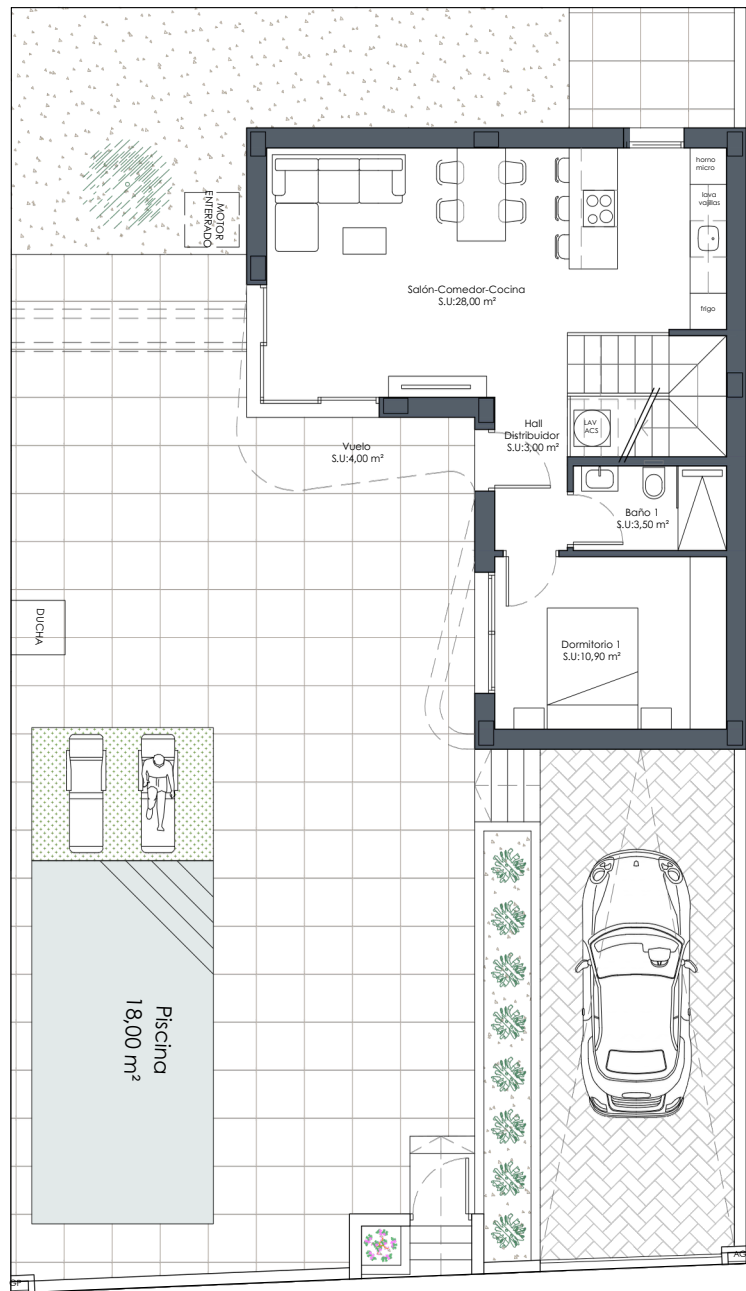 horno
micro
lava
vajillas
MOTOR
ENTERRADO
Salón-Comedor-Cocina
S.U:28,00 m²
frigo
Hall
Distribuidor
S.U:3,00 m²
LAV
ACS
Vuelo
S.U:4,00 m²
Baño 1
S.U:3,50 m²
DUCHA
Dormitorio 1
S.U:10,90 m²
Piscina
18,00 m²
GP
AG